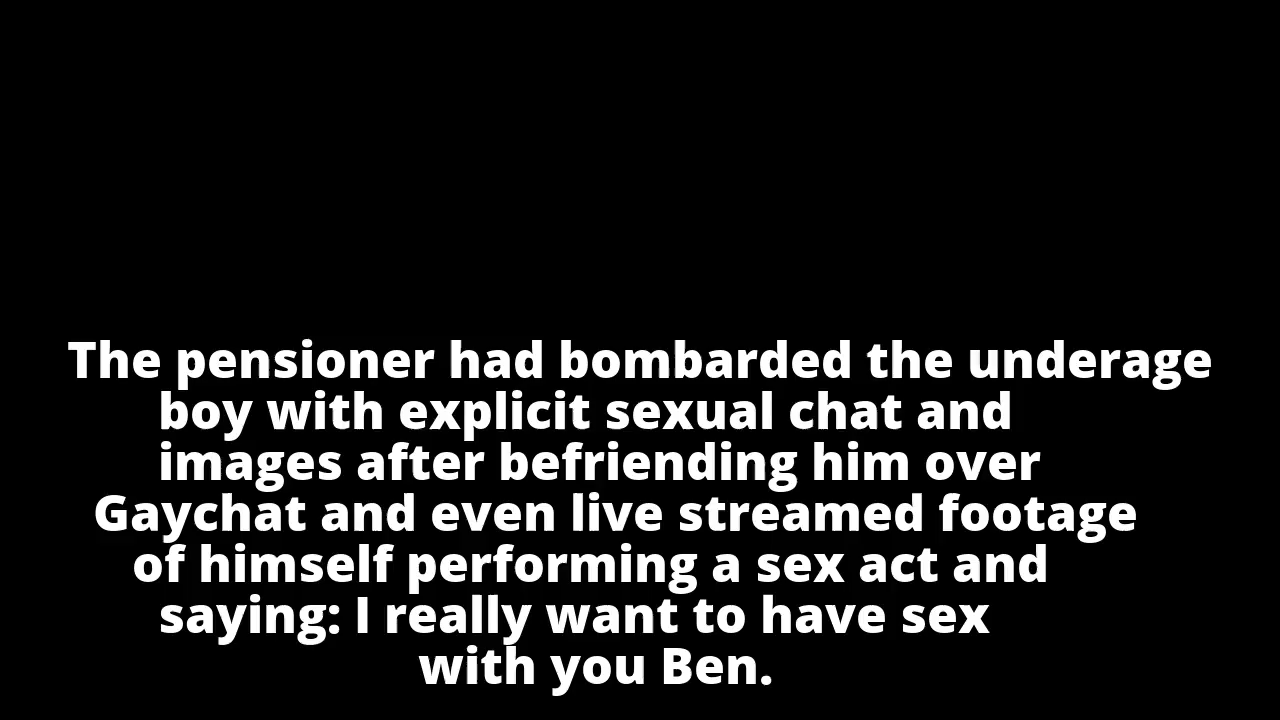 The pensioner had bombarded the underage
boy with explicit sexual chat and
images after befriending him over
Gaychat and even live streamed footage
of himself performing a sex act and
saying: I really want to have sex
with you Ben.